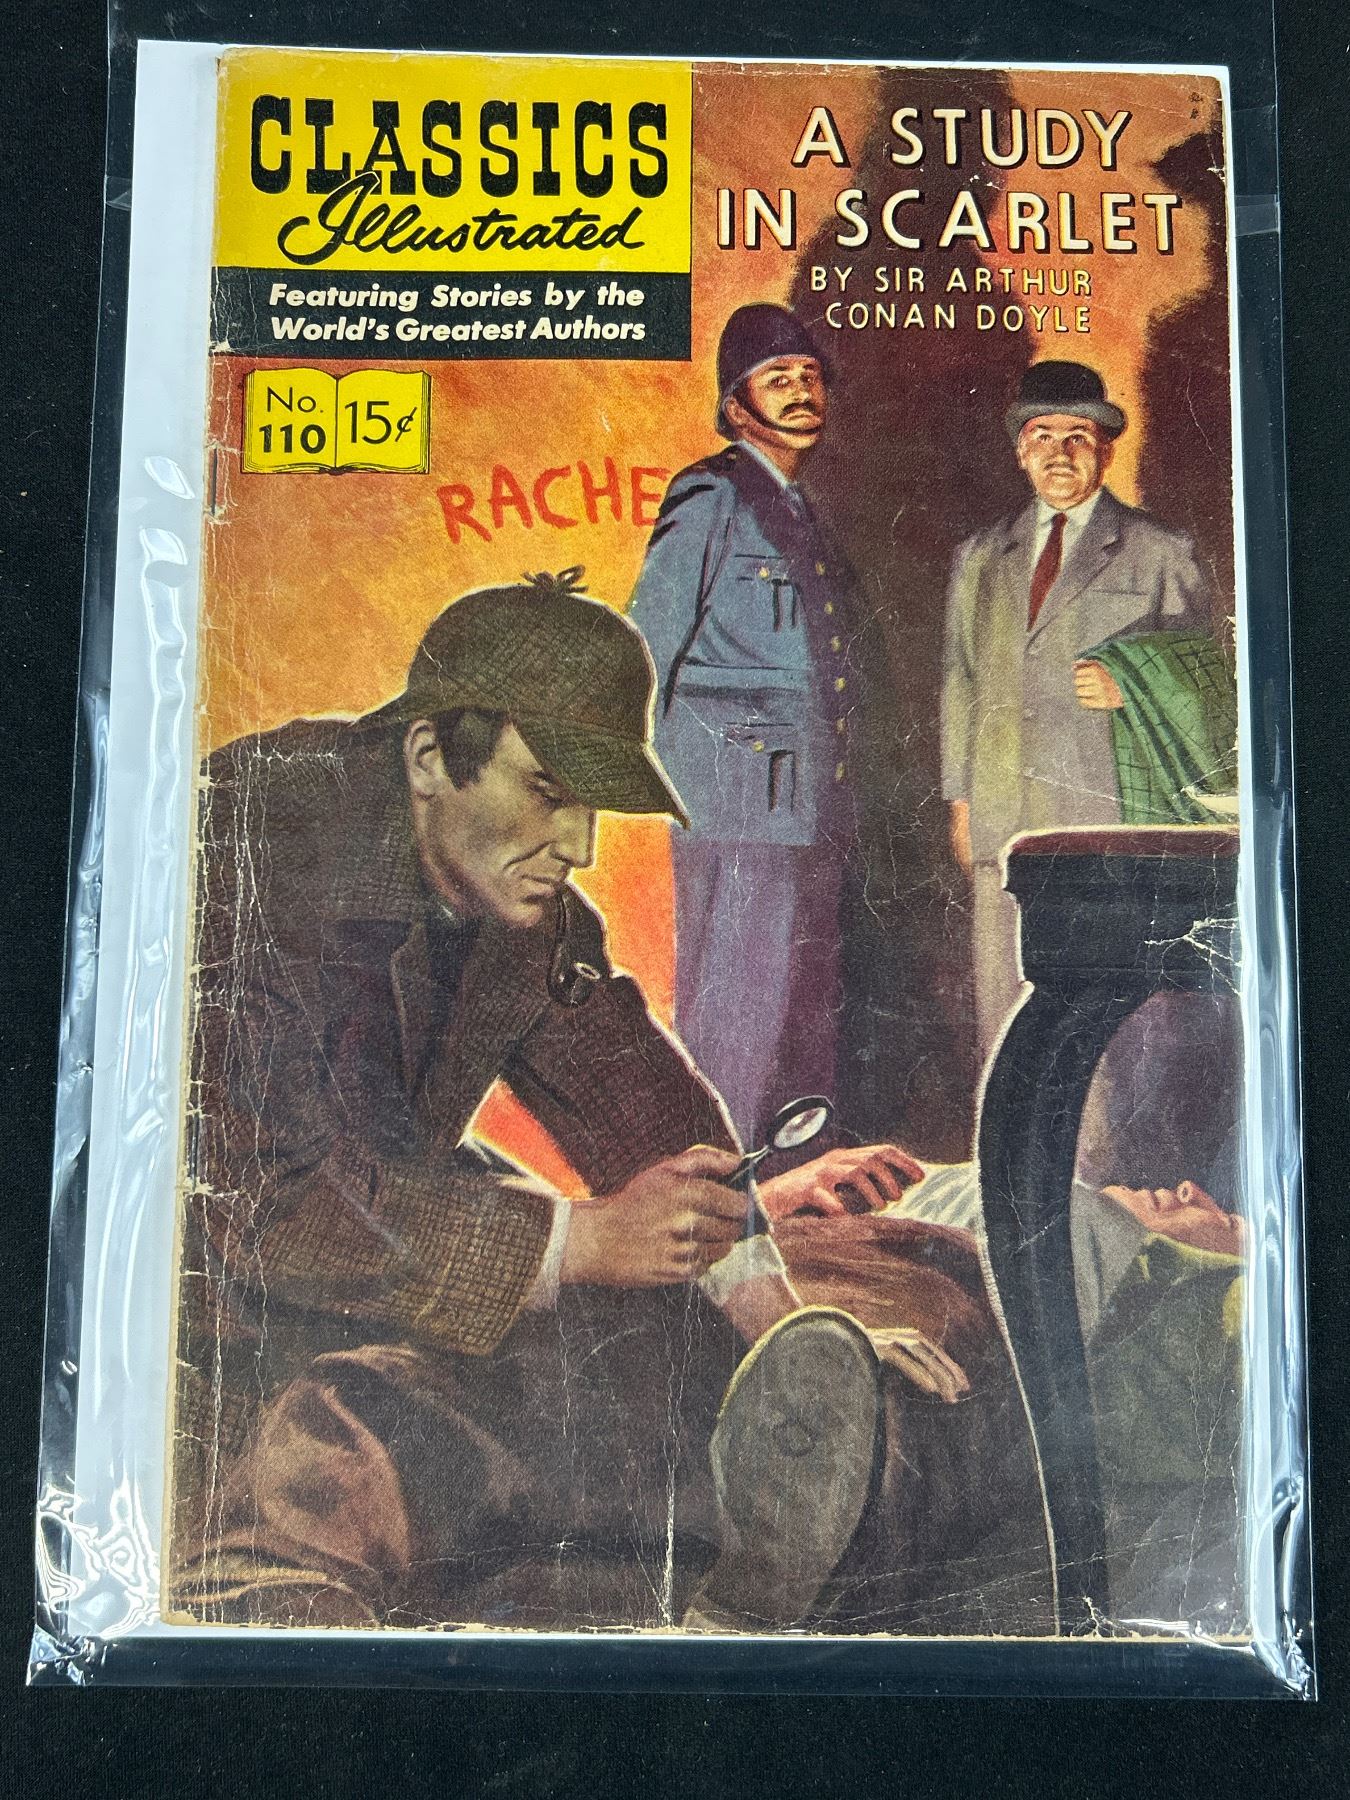 CLASSICS
Illustrated
Featuring Stories by the
World's Greatest Authors
No.
110
15¢
A STUDY
IN SCARLET
BY SIR ARTHUR
CONAN DOYLE
RACHE